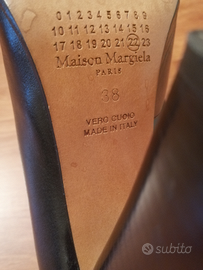 0 1 2 3 4 5 6 7 8 9
10 11 12 13 14 15 16
17 18 19 20 21 22 23
Maison Margiela
PARIS
38
VERO CUOIO
MADE IN ITALY
subito